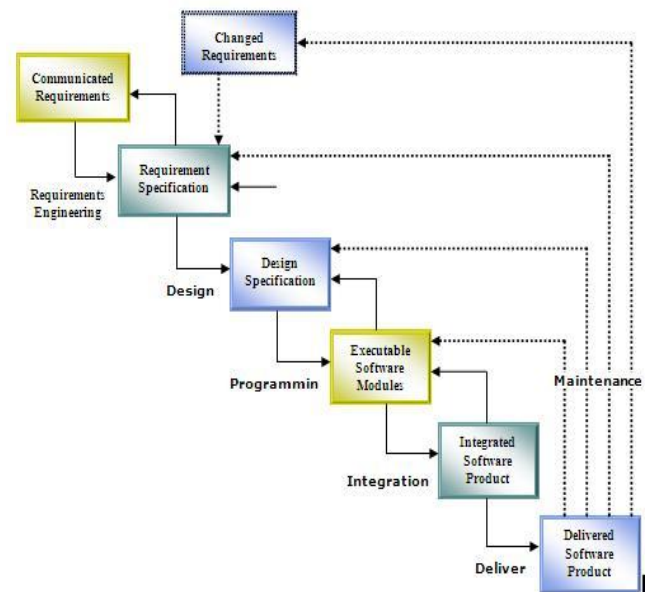 Changed
Requirements
Communicated
Requirements
Requirement
Specification
Requirements
Engineering
Design
Specification
Design
Executable
Software
Modules
Programmin
Maintenance
Integrated
Software
Product
Integration
Delivered
Software
Product
Deliver